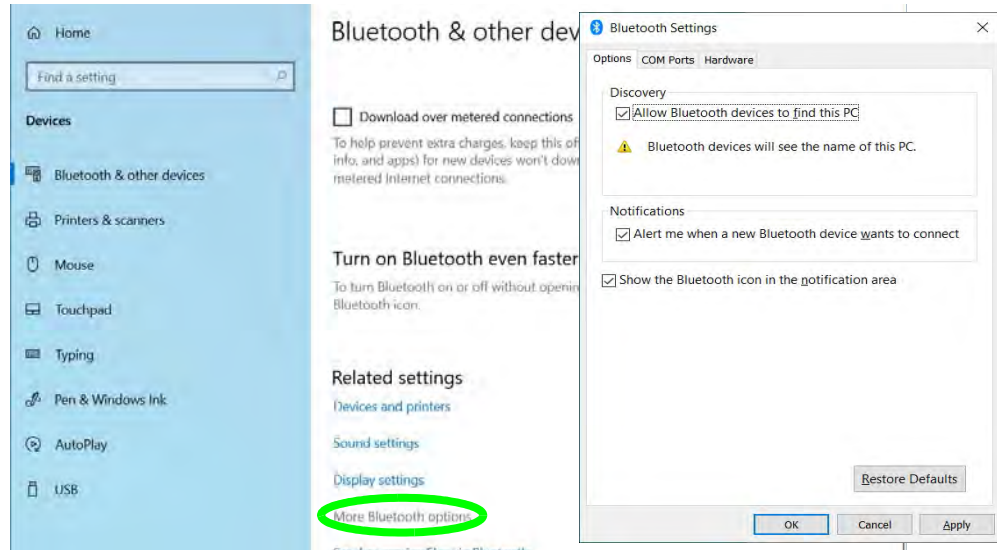 Home
Find a setting
Devices
Bluetooth & other devices
Printers & scanners
Mouse
Touchpad
Typing
Pen & Windows Ink
AutoPlay
USB
Bluetooth & other dev
Download over metered connections
To help prevent extra charges, keep this of
info, and apps) for new devices won't down
metered Internet connections.
Turn on Bluetooth even faster
To turn Bluetooth on or off without openin
Bluetooth icon.
Related settings
Devices and printers
Sound settings
Display settings
More Bluetooth options
Bluetooth Settings
Options COM Ports Hardware
Discovery
Allow Bluetooth devices to find this PC
Bluetooth devices will see the name of this PC.
Notifications
Alert me when a new Bluetooth device wants to connect
Show the Bluetooth icon in the notification area
Restore Defaults
OK Cancel Apply